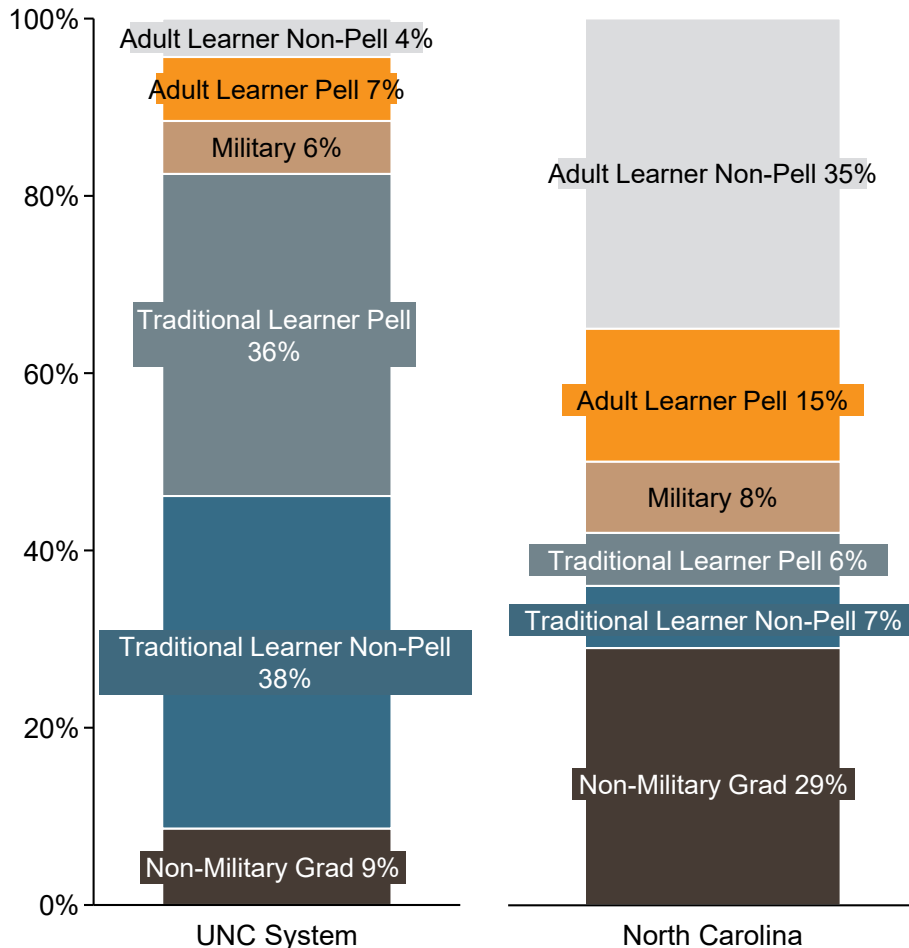 100%
80%
60%
40%
20%
0%
Adult Learner Non-Pell 4%
Adult Learner Pell 7%
Military 6%
Traditional Learner Pell
36%
Traditional Learner Non-Pell
38%
Non-Military Grad 9%
UNC System
Adult Learner Non-Pell 35%
Adult Learner Pell 15%
Military 8%
Traditional Learner Pell 6%
Traditional Learner Non-Pell 7%
Non-Military Grad 29%
North Carolina